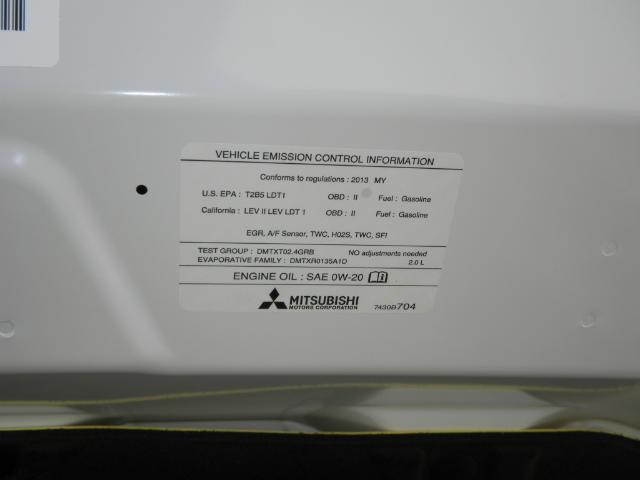 VEHICLE EMISSION CONTROL INFORMATION
Conforms to regulations : 2013 MY
U.S. EPA : T2B5 LDT1 OBD : II Fuel : Gasoline
California : LEV II LEV LDT 1 OBD : II Fuel : Gasoline
EGR, A/F Sensor, TWC, H02S, TWC, SFI
TEST GROUP : DMTXT02.4GRB NO adjustments needed
EVAPORATIVE FAMILY : DMTXR0135A1D 2.0 L
ENGINE OIL : SAE 0W-20
MITSUBISHI
MOTORS CORPORATION 7430B704